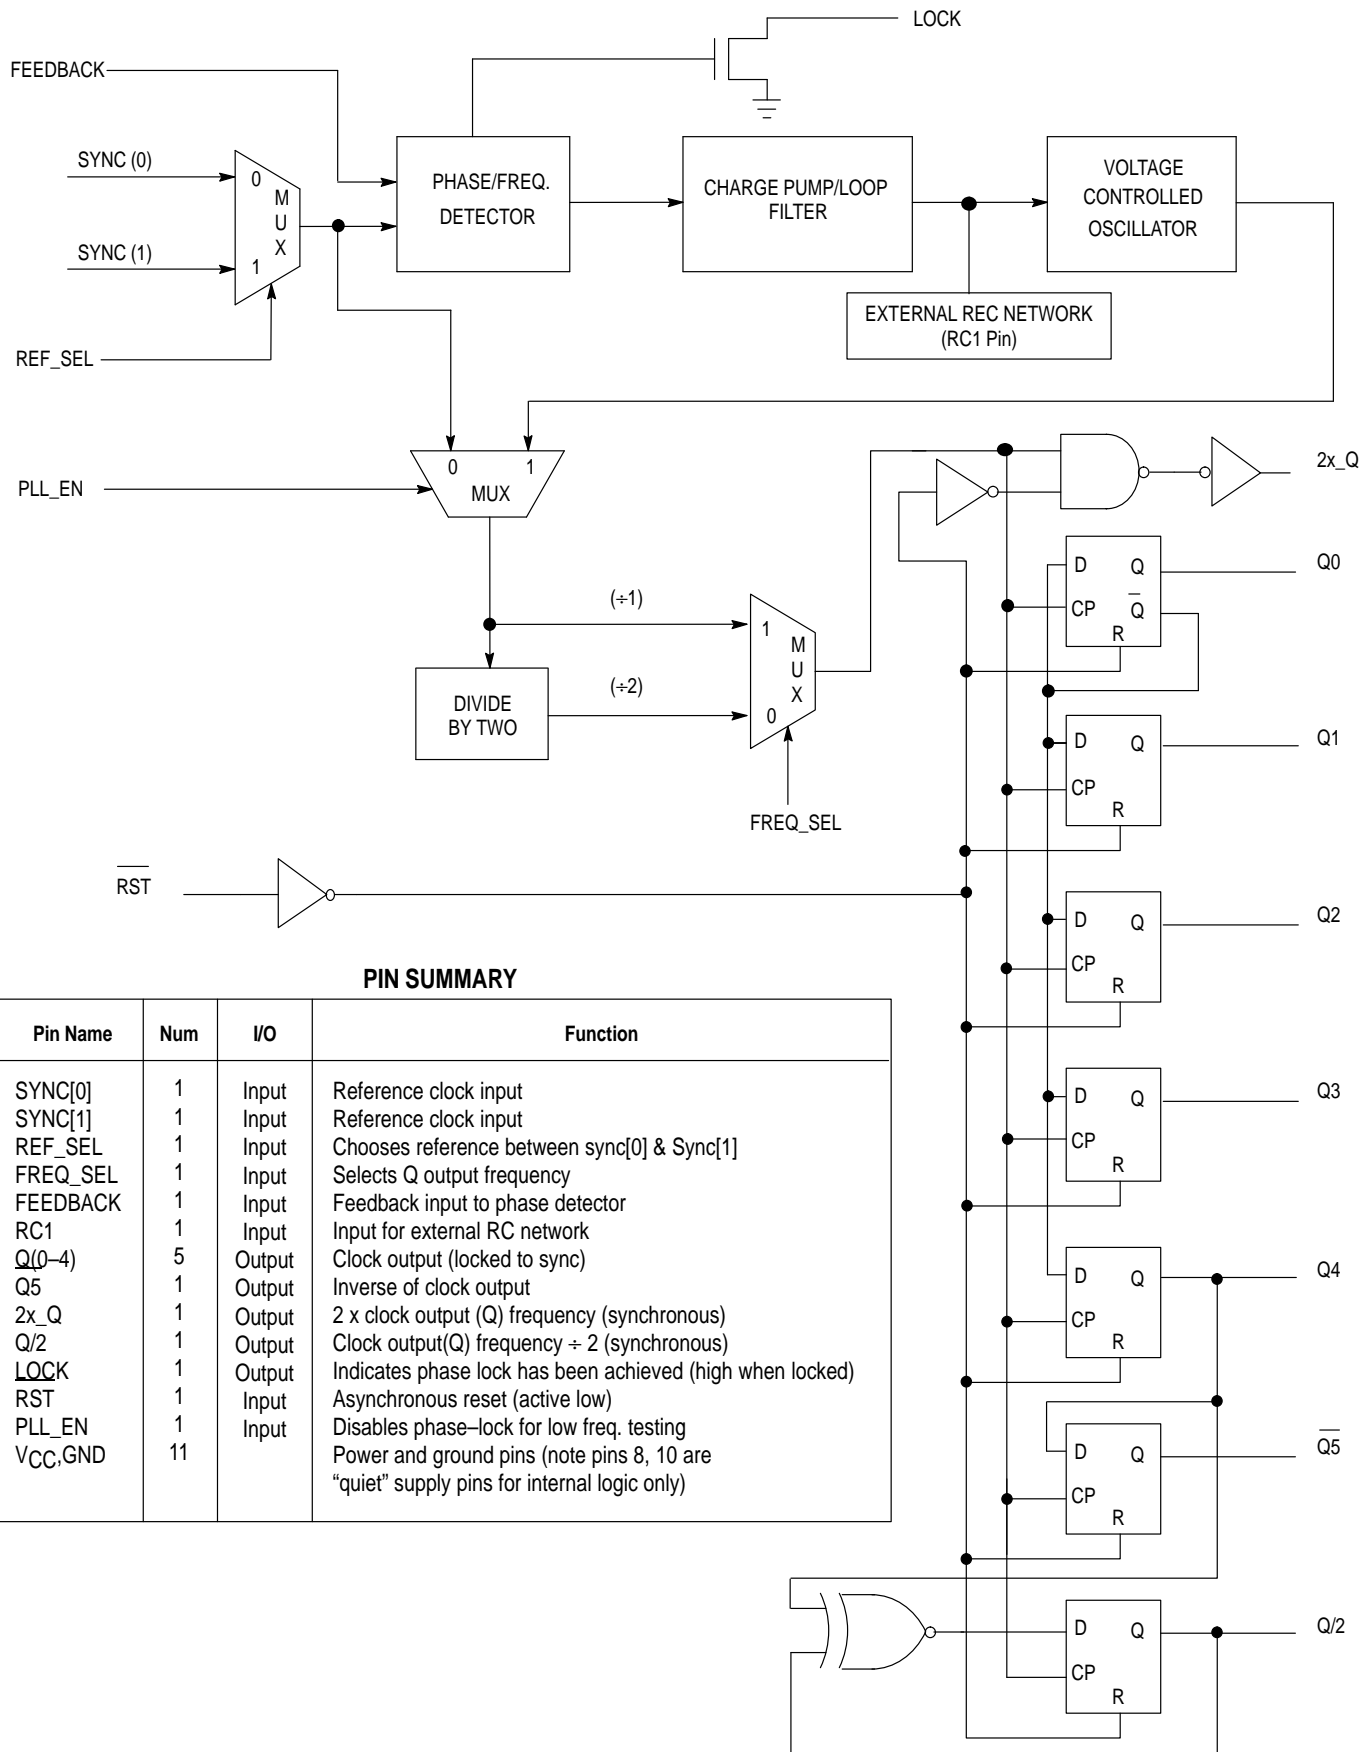 LOCK
FEEDBACK
SYNC (0)
SYNC (1)
0
M
U
X
1
REF_SEL
PHASE/FREQ.
DETECTOR
CHARGE PUMP/LOOP
FILTER
VOLTAGE
CONTROLLED
OSCILLATOR
EXTERNAL REC NETWORK
(RC1 Pin)
0 1
MUX
PLL_EN
2x_Q
(÷1)
(÷2)
DIVIDE
BY TWO
1
M
U
X
0
FREQ_SEL
D Q
CP Q
R
Q0
D Q
CP
R
Q1
RST
D Q
CP
R
Q2
D Q
CP
R
Q3
D Q
CP
R
Q4
D Q
CP
R
Q5
D Q
CP
R
Q/2
PIN SUMMARY
Pin Name Num I/O Function
SYNC[0] 1 Input Reference clock input
SYNC[1] 1 Input Reference clock input
REF_SEL 1 Input Chooses reference between sync[0] & Sync[1]
FREQ_SEL 1 Input Selects Q output frequency
FEEDBACK 1 Input Feedback input to phase detector
RC1 1 Input Input for external RC network
Q(0–4) 5 Output Clock output (locked to sync)
Q5 1 Output Inverse of clock output
2x_Q 1 Output 2 x clock output (Q) frequency (synchronous)
Q/2 1 Output Clock output(Q) frequency ÷ 2 (synchronous)
LOCK 1 Output Indicates phase lock has been achieved (high when locked)
RST 1 Input Asynchronous reset (active low)
PLL_EN 1 Input Disables phase–lock for low freq. testing
VCC,GND 11 Power and ground pins (note pins 8, 10 are
“quiet” supply pins for internal logic only)